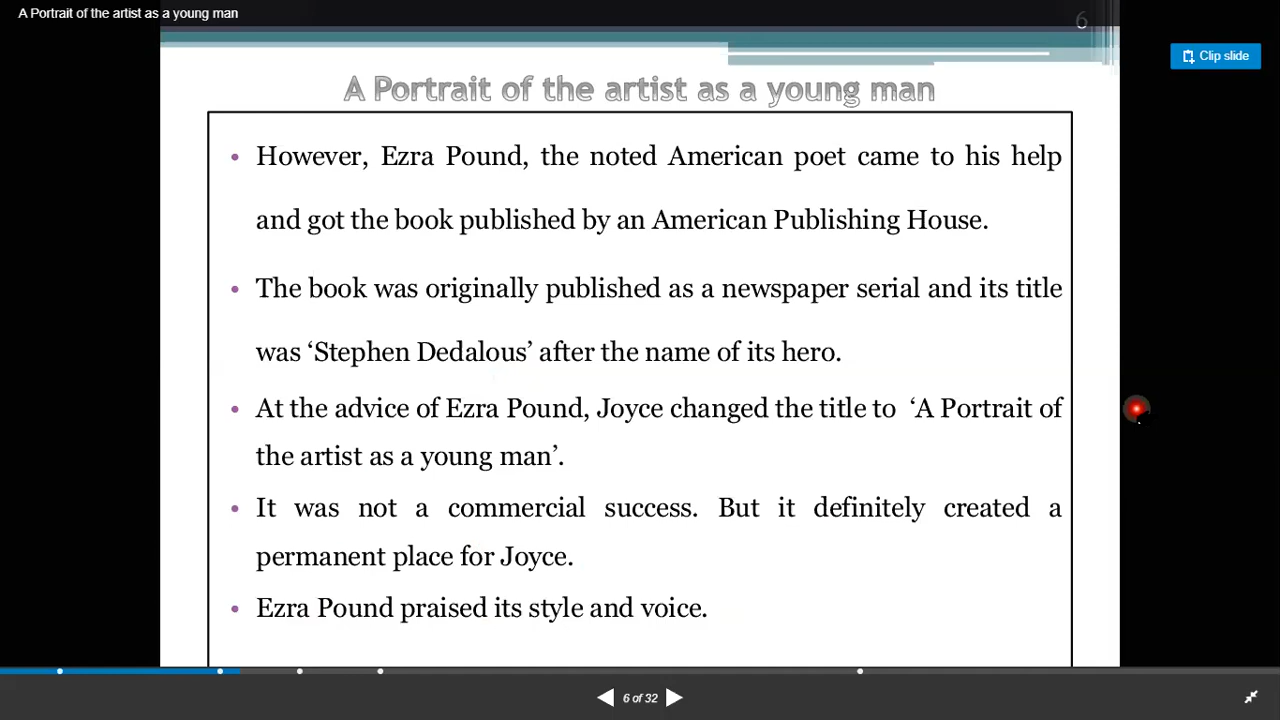 A Portrait of the artist as a young man
6
Clip slide
A Portrait of the artist as a young man
• However, Ezra Pound, the noted American poet came to his help
and got the book published by an American Publishing House.
• The book was originally published as a newspaper serial and its title
was ‘Stephen Dedalous’ after the name of its hero.
• At the advice of Ezra Pound, Joyce changed the title to ‘A Portrait of
the artist as a young man’.
• It was not a commercial success. But it definitely created a
permanent place for Joyce.
• Ezra Pound praised its style and voice.
6 of 32